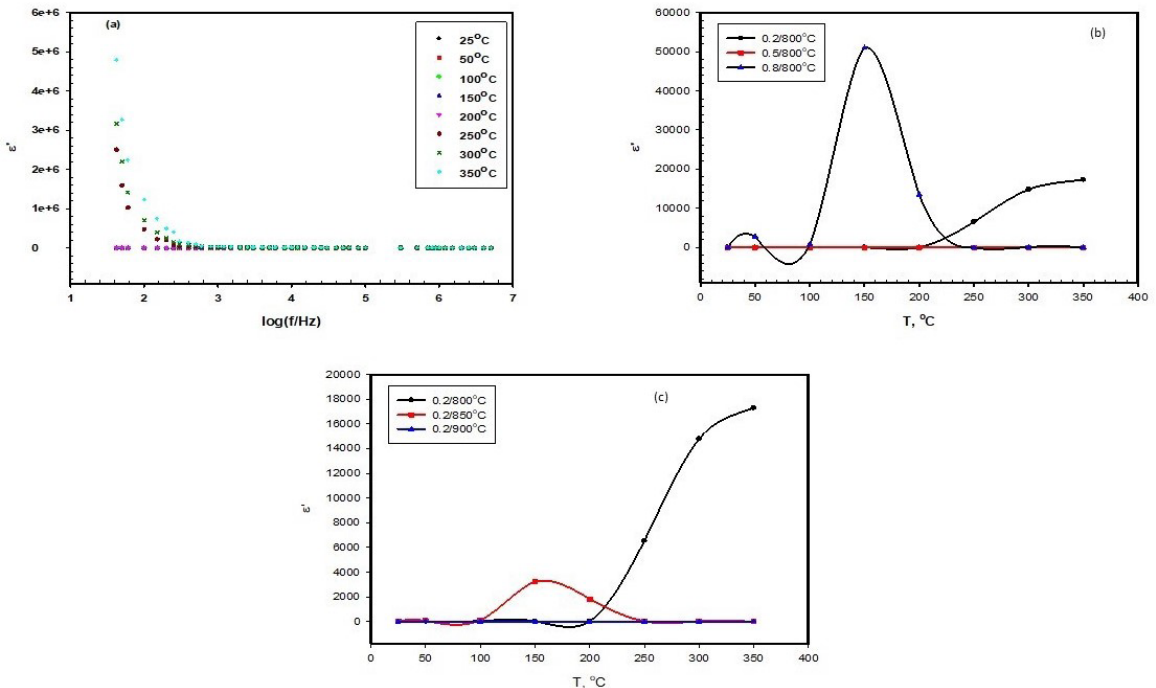 (a)
6e+6
5e+6
4e+6
3e+6
2e+6
1e+6
0
ε'
1 2 3 4 5 6 7
log(f/Hz)
25°C
50°C
100°C
150°C
200°C
250°C
300°C
350°C
(b)
60000
50000
40000
30000
20000
10000
0
ε'
0 50 100 150 200 250 300 350 400
T, °C
0.2/800°C
0.5/800°C
0.8/800°C
(c)
20000
18000
16000
14000
12000
10000
8000
6000
4000
2000
0
ε'
0 50 100 150 200 250 300 350 400
T, °C
0.2/800°C
0.2/850°C
0.2/900°C